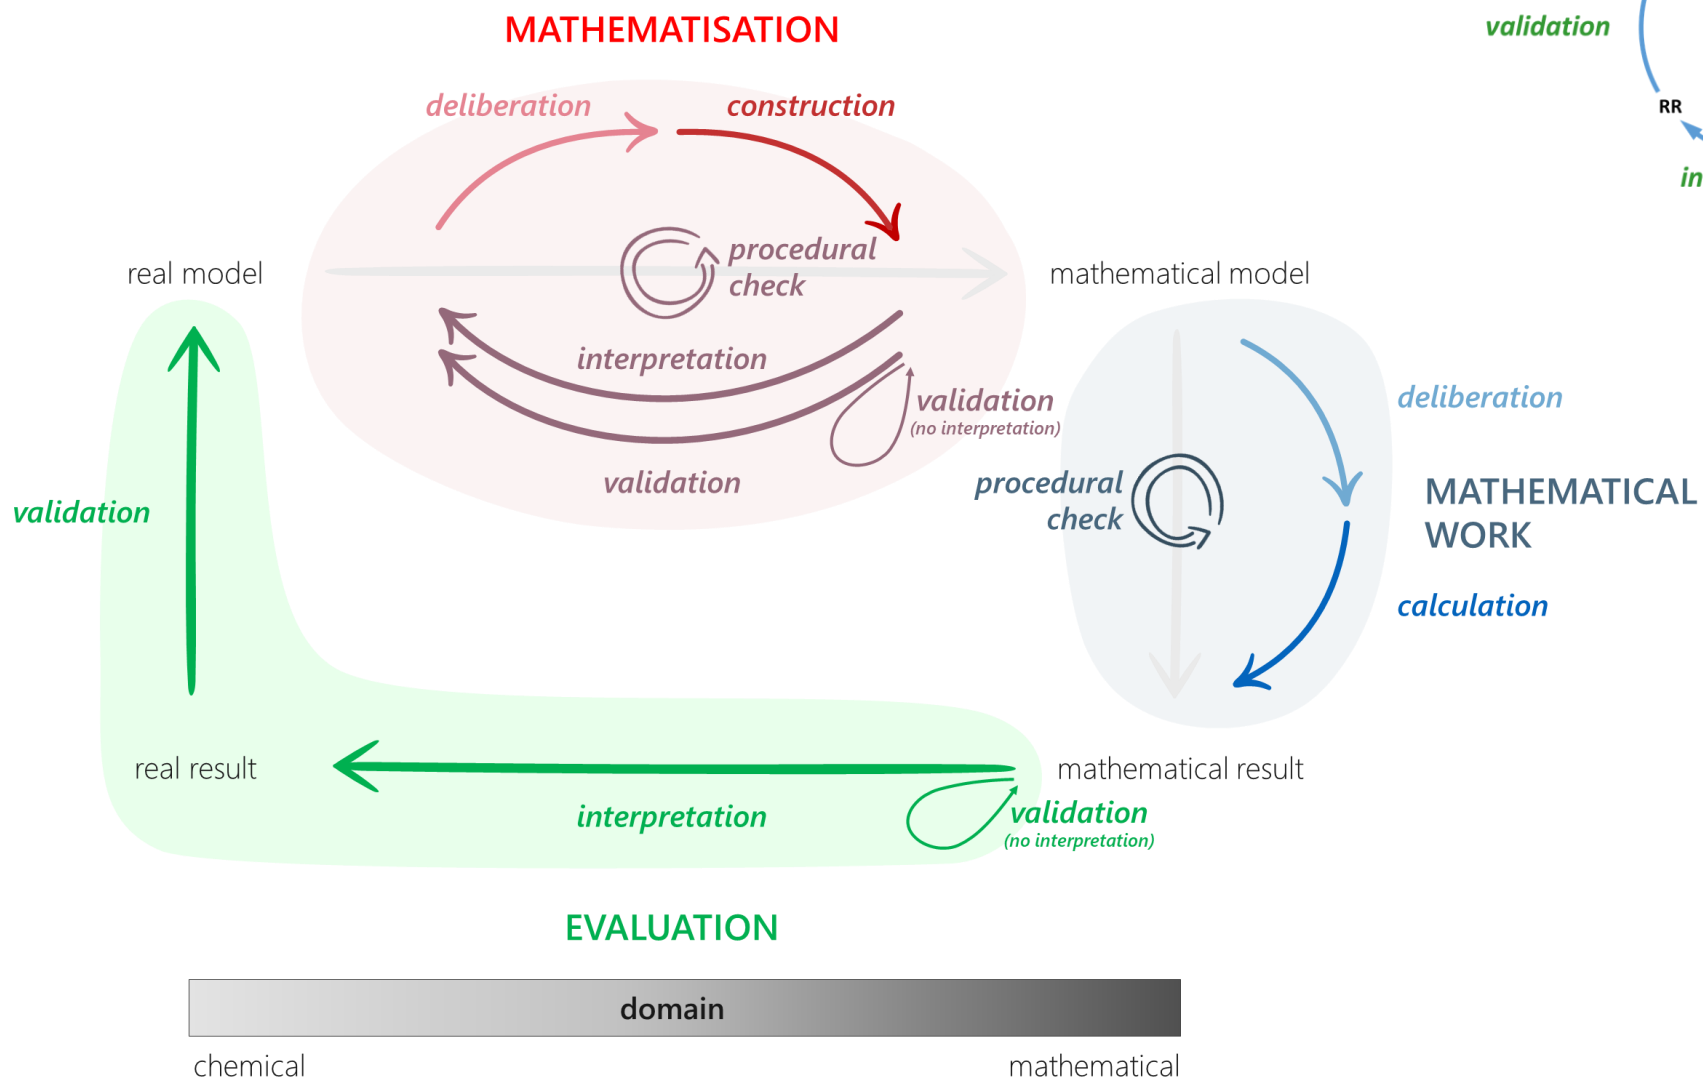 MATHEMATISATION
validation
deliberation
construction
RR
in
procedural
check
real model
mathematical model
interpretation
validation
(no interpretation)
validation
deliberation
procedural
check
MATHEMATICAL
WORK
validation
calculation
real result
mathematical result
interpretation
validation
(no interpretation)
EVALUATION
domain
chemical
mathematical